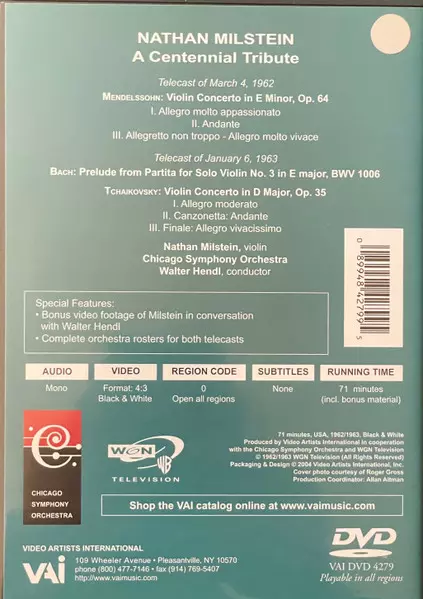 NATHAN MILSTEIN
A Centennial Tribute
Telecast of March 4, 1962
MENDELSSOHN: Violin Concerto in E Minor, Op. 64
I. Allegro molto appassionato
II. Andante
III. Allegretto non troppo - Allegro molto vivace
Telecast of January 6, 1963
BACH: Prelude from Partita for Solo Violin No. 3 in E major, BWV 1006
TCHAIKOVSKY: Violin Concerto in D Major, Op. 35
I. Allegro moderato
II. Canzonetta: Andante
III. Finale: Allegro vivacissimo
Nathan Milstein, violin
Chicago Symphony Orchestra
Walter Hendl, conductor
0 89948 42799 5
Special Features:
• Bonus video footage of Milstein in conversation
with Walter Hendl
• Complete orchestra rosters for both telecasts
AUDIO VIDEO REGION CODE SUBTITLES RUNNING TIME
Mono Format: 4:3 0 None 71 minutes
Black & White Open all regions (incl. bonus material)
CHICAGO
SYMPHONY
ORCHESTRA
WGN
WB
TELEVISION
71 minutes, USA, 1962/1963, Black & White
Produced by Video Artists International in cooperation
with the Chicago Symphony Orchestra and WGN Television
© 1962/1963 WGN Television (All Rights Reserved)
Packaging & Design © 2004 Video Artists International, Inc.
Cover photo courtesy of Roger Gross
Production Coordinator: Allan Altman
Shop the VAI catalog online at www.vaimusic.com
VIDEO ARTISTS INTERNATIONAL
VAI
109 Wheeler Avenue • Pleasantville, NY 10570
phone (800) 477-7146 • fax (914) 769-5407
http://www.vaimusic.com
DVD
VIDEO
VAI DVD 4279
Playable in all regions